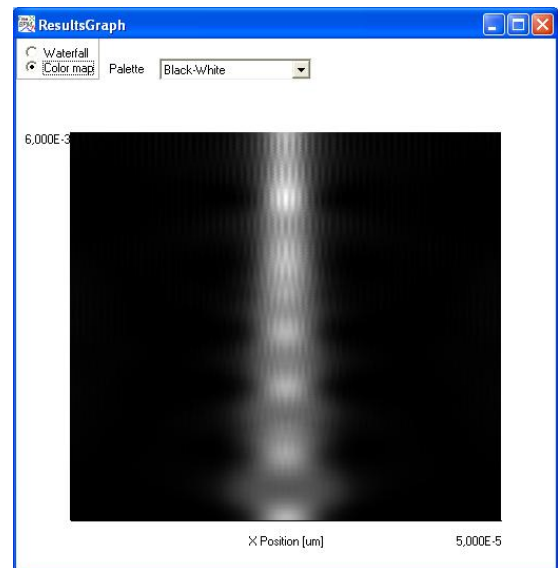 ResultsGraph
Waterfall
Color map
Palette
Black-White
6,000E-3
X Position [um]
5,000E-5